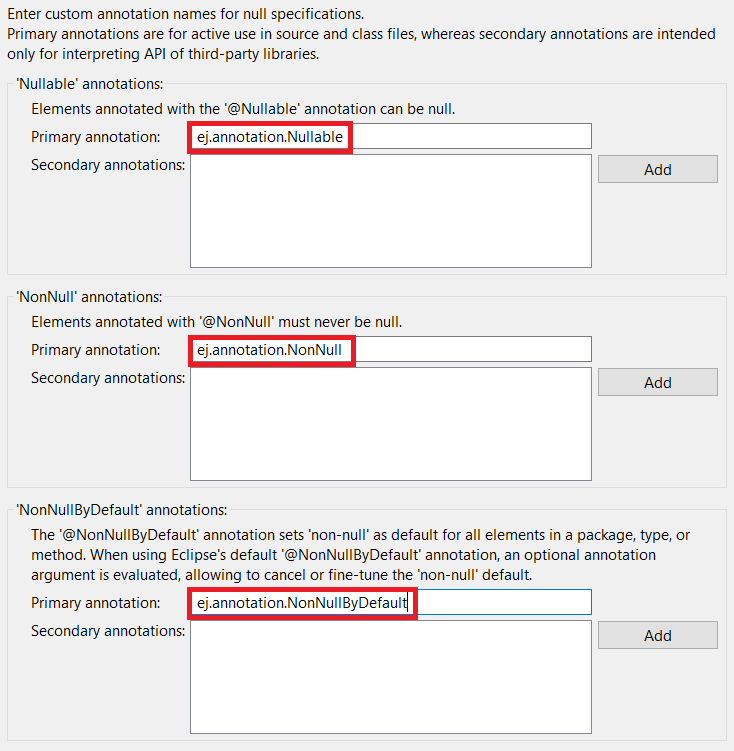 Enter custom annotation names for null specifications.
Primary annotations are for active use in source and class files, whereas secondary annotations are intended
only for interpreting API of third-party libraries.
'Nullable' annotations:
Elements annotated with the '@Nullable' annotation can be null.
Primary annotation: ej.annotation.Nullable
Secondary annotations: Add
'NonNull' annotations:
Elements annotated with '@NonNull' must never be null.
Primary annotation: ej.annotation.NonNull
Secondary annotations: Add
'NonNullByDefault' annotations:
The '@NonNullByDefault' annotation sets 'non-null' as default for all elements in a package, type, or
method. When using Eclipse's default '@NonNullByDefault' annotation, an optional annotation
argument is evaluated, allowing to cancel or fine-tune the 'non-null' default.
Primary annotation: ej.annotation.NonNullByDefault
Secondary annotations: Add